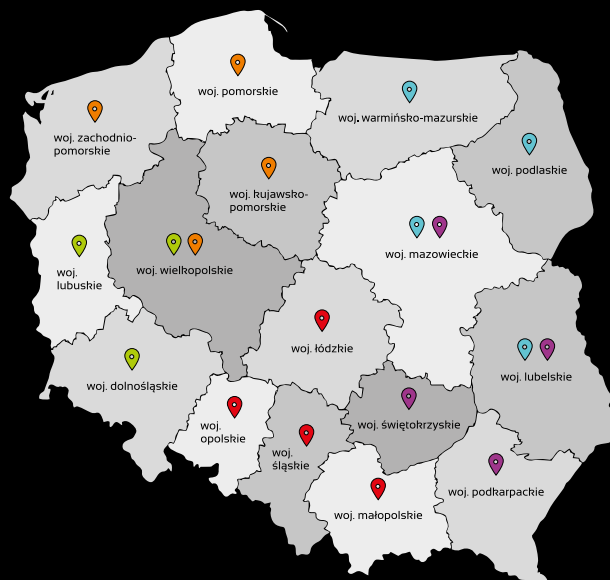 woj. pomorskie
woj. warmińsko-mazurskie
woj. zachodnio-
pomorskie
woj. podlaskie
woj. kujawsko-
pomorskie
woj. mazowieckie
woj.
lubuskie
woj. wielkopolskie
woj. łódzkie
woj. lubelskie
woj. dolnośląskie
woj.
opolskie
woj. świętokrzyskie
woj.
śląskie
woj. podkarpackie
woj. małopolskie